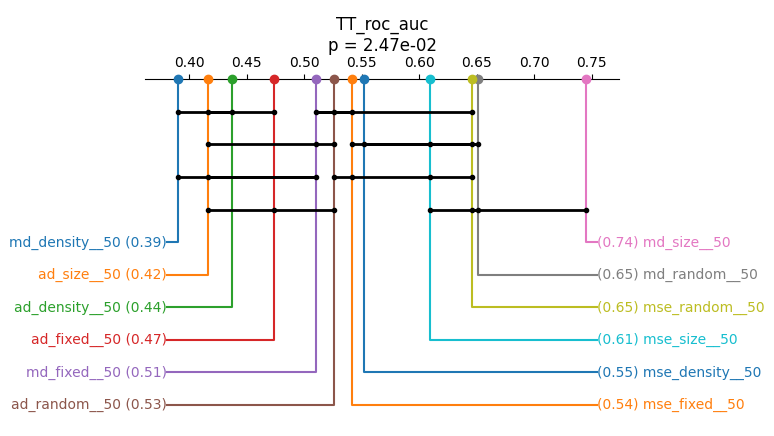 TT_roc_auc
p = 2.47e-02
0.40 0.45 0.50 0.55 0.60 0.65 0.70 0.75
md_density__50 (0.39) (0.74) md_size__50
ad_size__50 (0.42) (0.65) md_random__50
ad_density__50 (0.44) (0.65) mse_random__50
ad_fixed__50 (0.47) (0.61) mse_size__50
md_fixed__50 (0.51) (0.55) mse_density__50
ad_random__50 (0.53) (0.54) mse_fixed__50